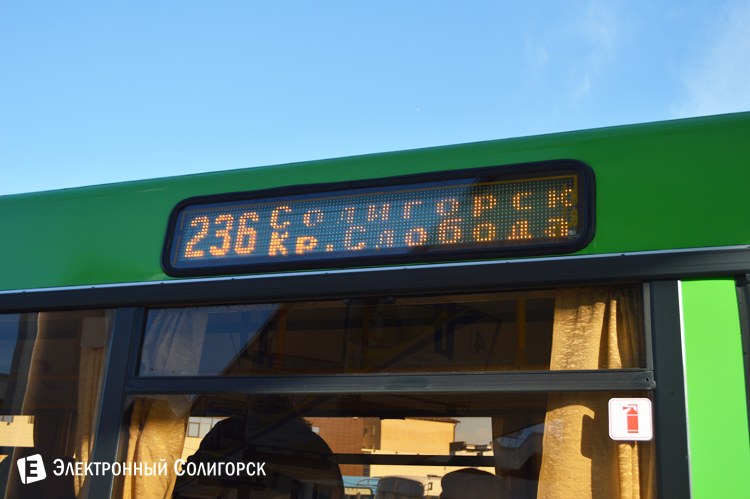 236 Солигорск
Кр.Слобода
Электронный Солигорск